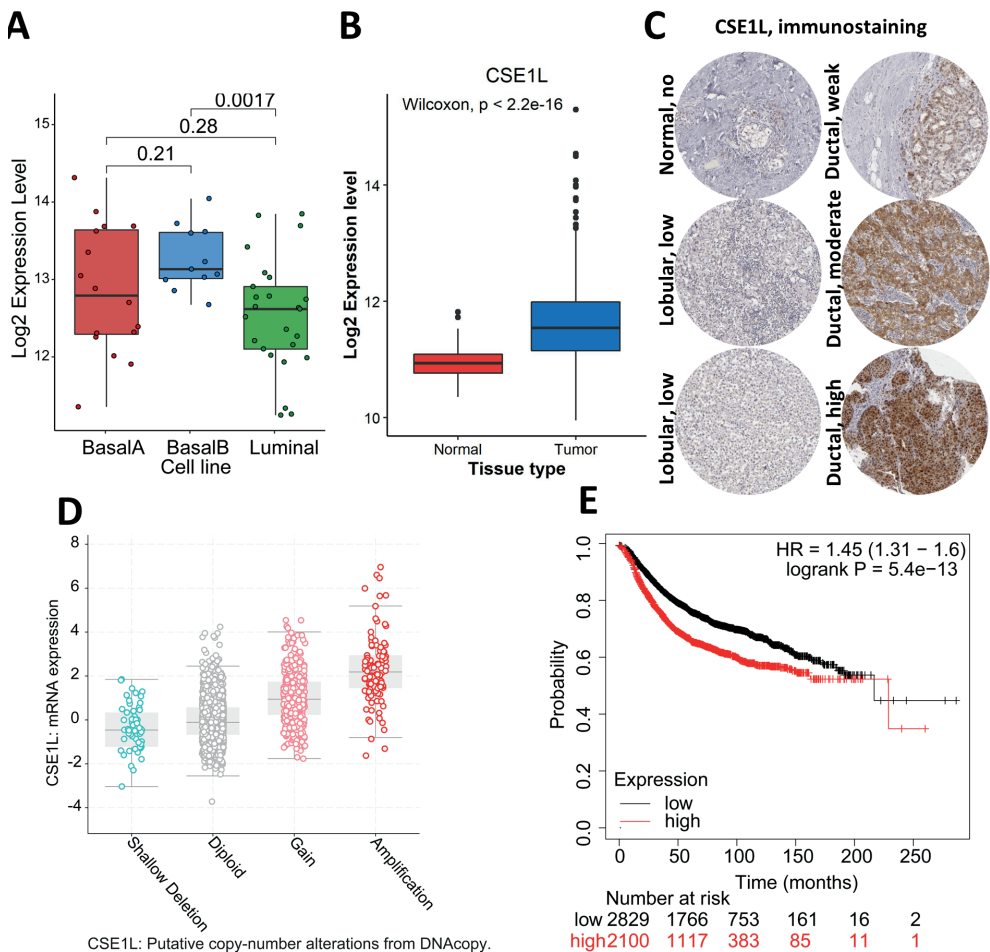 A
Log2 Expression Level
15
14
13
12
0.0017
0.28
0.21
BasalA
BasalB
Luminal
Cell line
B
CSE1L
Wilcoxon, p < 2.2e-16
Log2 Expression level
14
12
10
Normal
Tumor
Tissue type
C
CSE1L, immunostaining
Normal, no
Ductal, weak
Lobular, low
Ductal, moderate
Lobular, low
Ductal, high
D
CSE1L: mRNA expression
8
6
4
2
0
-2
-4
Shallow Deletion
Diploid
Gain
Amplification
CSE1L: Putative copy-number alterations from DNAcopy.
E
HR = 1.45 (1.31 − 1.6)
logrank P = 5.4e−13
Probability
1.0
0.8
0.6
0.4
0.2
0.0
Expression
low
high
0 50 100 150 200 250
Time (months)
Number at risk
low 2829 1766 753 161 16 2
high 2100 1117 383 85 11 1